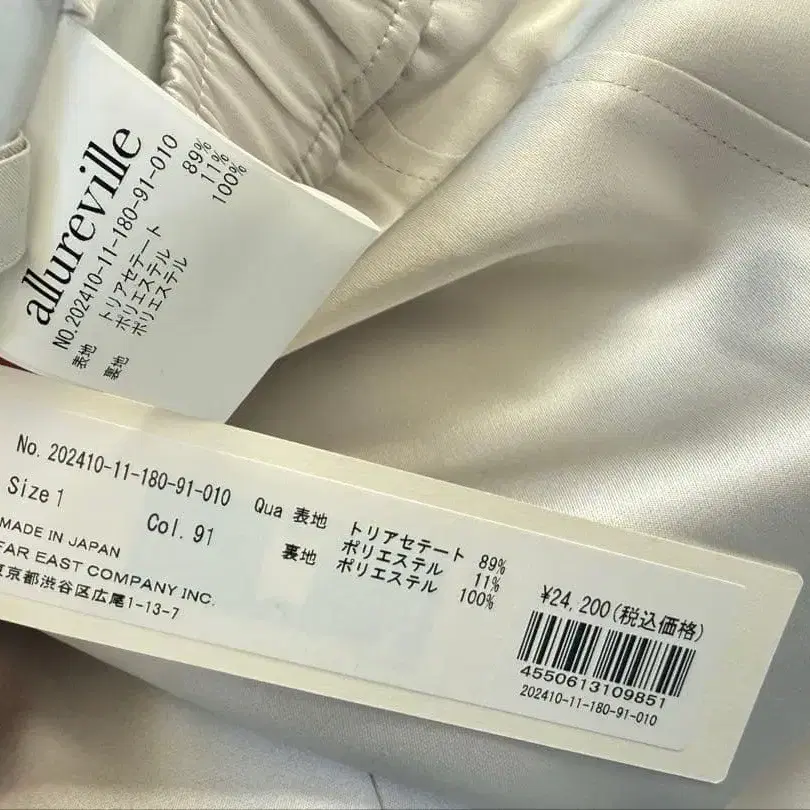 allureville
NO.202410-11-180-91-010
表地 トリアセテート 89%
ポリエステル 11%
裏地 ポリエステル 100%
No. 202410-11-180-91-010
Size 1 Col. 91
MADE IN JAPAN
FAR EAST COMPANY INC.
東京都渋谷区広尾1-13-7
Qua 表地 トリアセテート 89%
ポリエステル 11%
裏地 ポリエステル 100%
¥24,200(税込価格)
4550613109851
202410-11-180-91-010